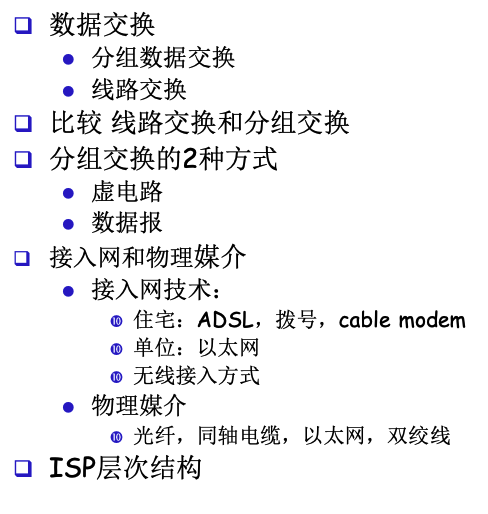 数据交换
分组数据交换
线路交换
比较 线路交换和分组交换
分组交换的2种方式
虚电路
数据报
接入网和物理媒介
接入网技术：
住宅：ADSL，拨号，cable modem
单位：以太网
无线接入方式
物理媒介
光纤，同轴电缆，以太网，双绞线
ISP层次结构